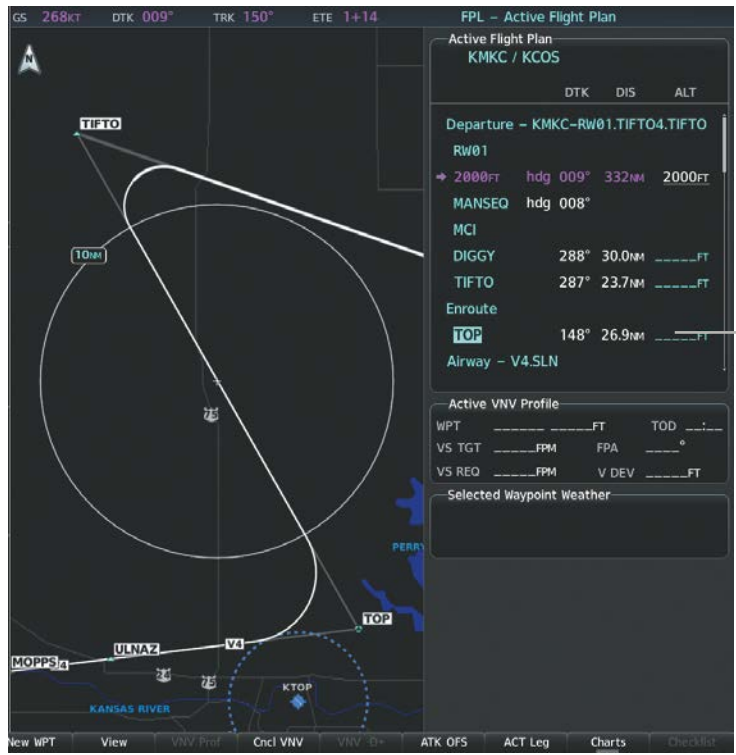 GS 268KT DTK 009° TRK 150° ETE 1+14 FPL – Active Flight Plan
N
TIFTO
10NM
75
PERRY
TOP
V4
ULNAZ
MOPPS 4
24
75
KTOP
KANSAS RIVER
Active Flight Plan
KMKC / KCOS
DTK DIS ALT
Departure – KMKC–RW01.TIFTO4.TIFTO
RW01
2000FT hdg 009° 332NM 2000FT
MANSEQ hdg 008°
MCI
DIGGY 288° 30.0NM _____FT
TIFTO 287° 23.7NM _____FT
Enroute
TOP 148° 26.9NM _____FT
Airway – V4.SLN
Active VNV Profile
WPT ______ _____FT TOD __:__
VS TGT _____FPM FPA ____°
VS REQ _____FPM V DEV _____FT
Selected Waypoint Weather
New WPT View VNV Prof Cncl VNV VNV -D→ ATK OFS ACT Leg Charts Checklist